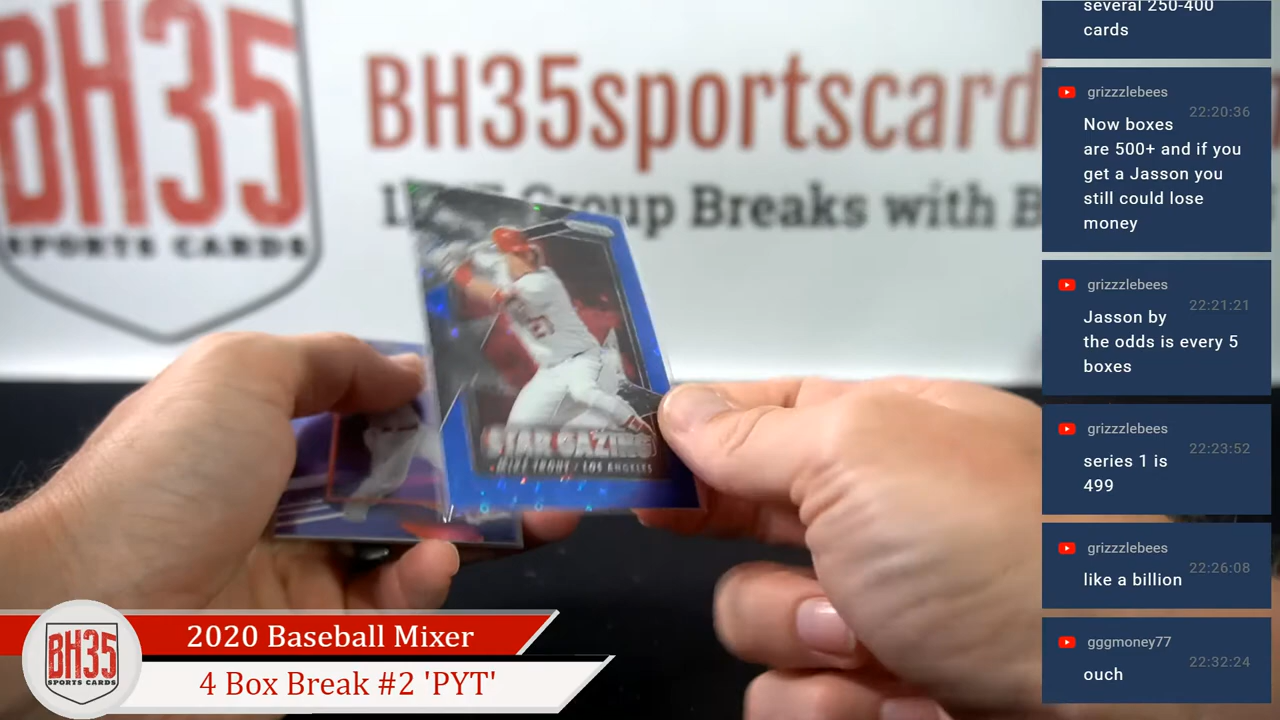 BH35
SPORTS CARDS
BH35sportscard
Group Breaks with B
STAR GAZING
MIKE TROUT / LOS ANGELES
several 250-400
cards
grizzzlebees
22:20:36
Now boxes
are 500+ and if you
get a Jasson you
still could lose
money
grizzzlebees
22:21:21
Jasson by
the odds is every 5
boxes
grizzzlebees
22:23:52
series 1 is
499
grizzzlebees
22:26:08
like a billion
gggmoney77
22:32:24
ouch
BH35
SPORTS CARDS
2020 Baseball Mixer
4 Box Break #2 'PYT'